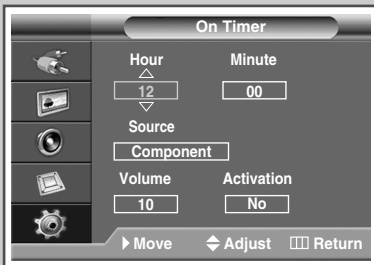 On Timer
Hour Minute
12 00
Source
Component
Volume Activation
10 No
Move Adjust Return